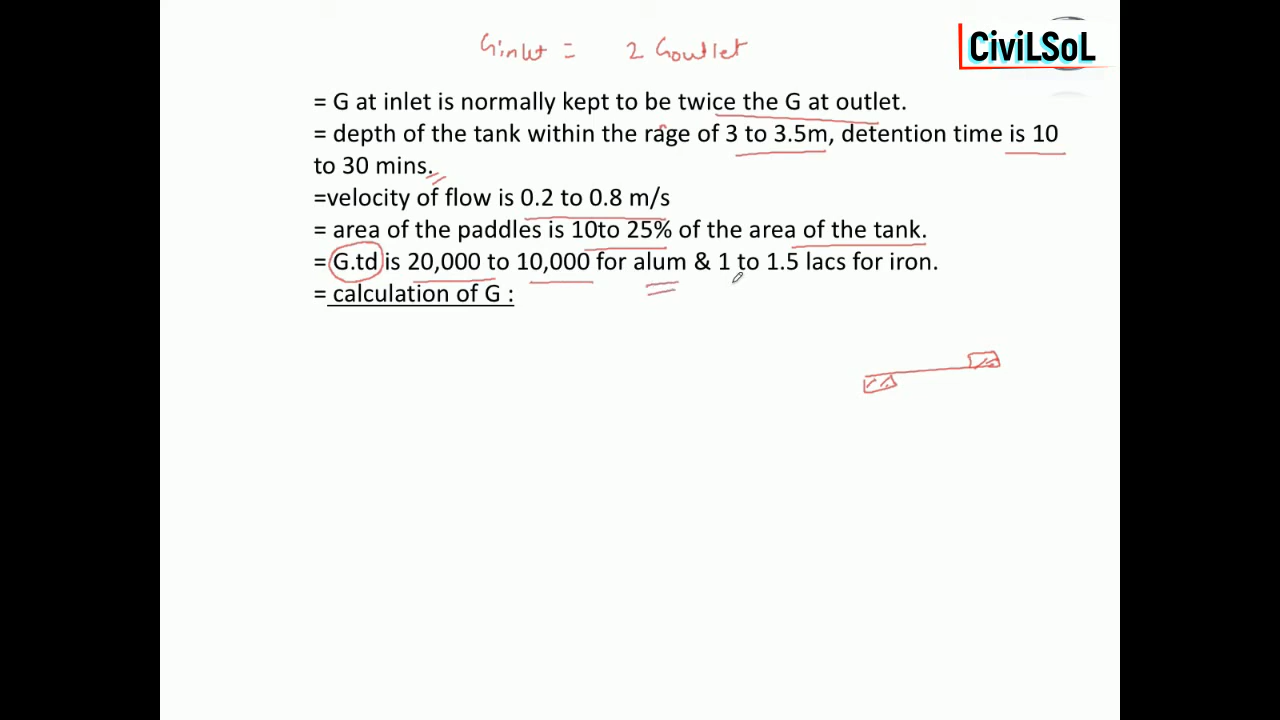 Ginlet = 2 Goutlet
CiviLSoL
= G at inlet is normally kept to be twice the G at outlet.
= depth of the tank within the rage of 3 to 3.5m, detention time is 10
to 30 mins.
=velocity of flow is 0.2 to 0.8 m/s
= area of the paddles is 10to 25% of the area of the tank.
= G.td is 20,000 to 10,000 for alum & 1 to 1.5 lacs for iron.
= calculation of G :